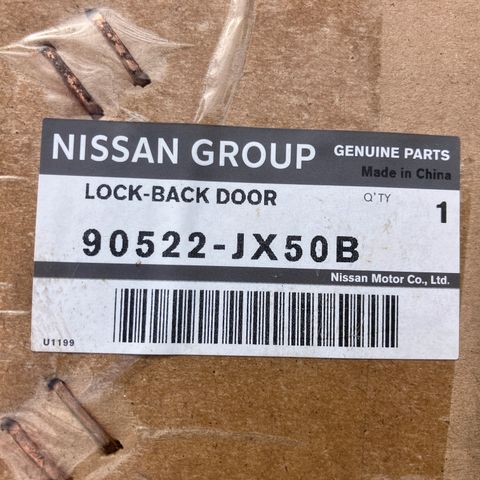 NISSAN GROUP
GENUINE PARTS
Made in China
LOCK-BACK DOOR
Q'TY
1
90522-JX50B
Nissan Motor Co., Ltd.
U1199